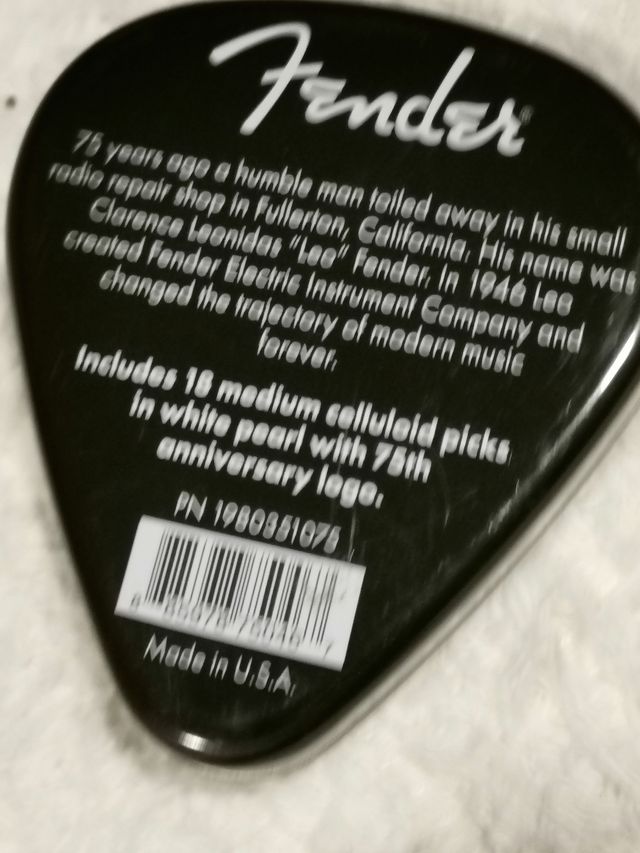 Fender®
75 years ago a humble man toiled away in his small
radio repair shop in Fullerton, California. His name was
Clarence Leonidas "Leo" Fender. In 1946 Leo
created Fender Electric Instrument Company and
changed the trajectory of modern music
forever.
Includes 18 medium celluloid picks
in white pearl with 75th
anniversary logo.
PN 1980351075
Made in U.S.A.